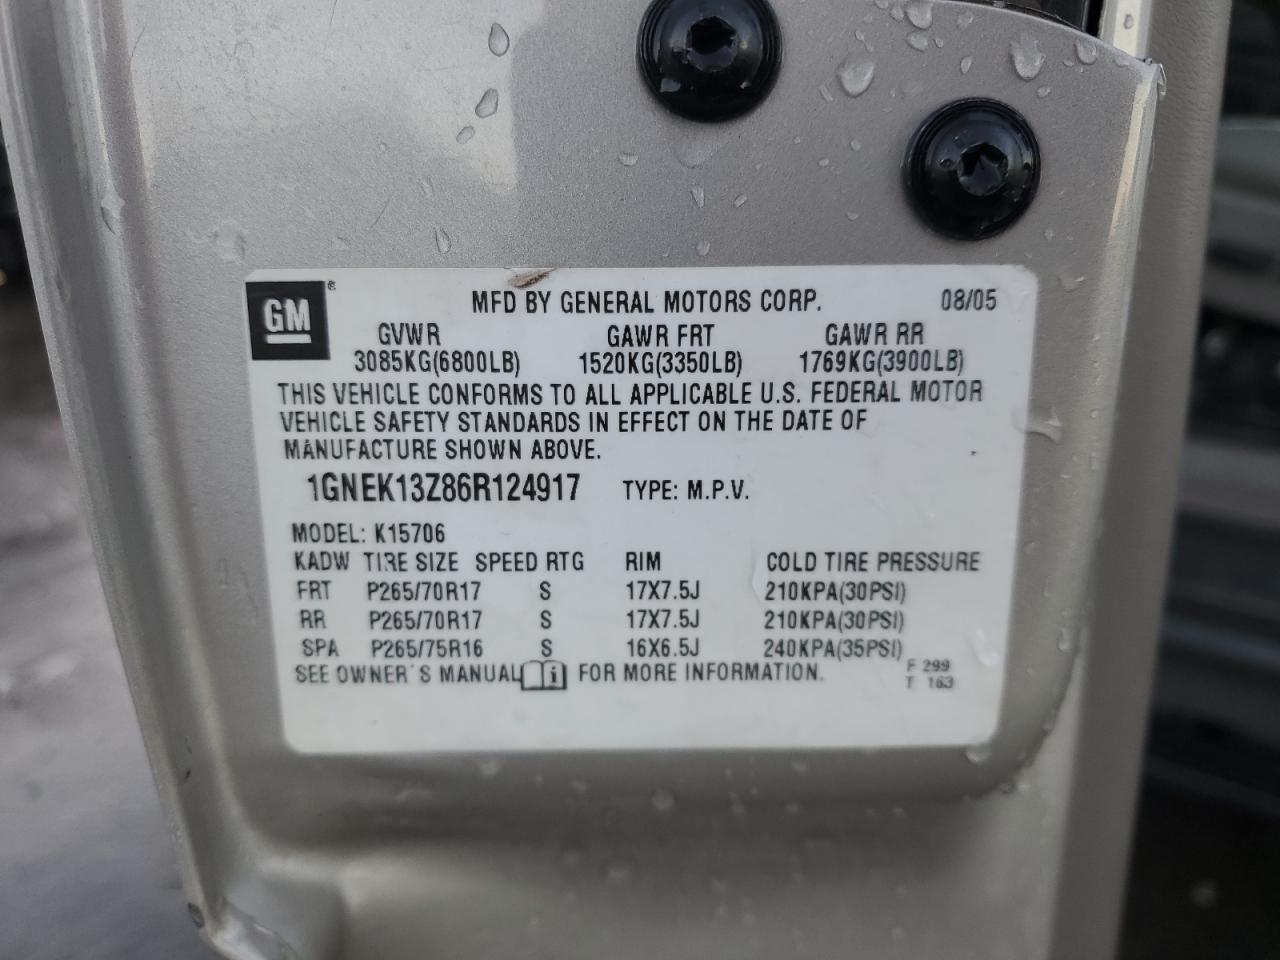 GM®
MFD BY GENERAL MOTORS CORP. 08/05
GVWR GAWR FRT GAWR RR
3085KG(6800LB) 1520KG(3350LB) 1769KG(3900LB)
THIS VEHICLE CONFORMS TO ALL APPLICABLE U.S. FEDERAL MOTOR
VEHICLE SAFETY STANDARDS IN EFFECT ON THE DATE OF
MANUFACTURE SHOWN ABOVE.
1GNEK13Z86R124917 TYPE: M.P.V.
MODEL: K15706
KADW TIRE SIZE SPEED RTG RIM COLD TIRE PRESSURE
FRT P265/70R17 S 17X7.5J 210KPA(30PSI)
RR P265/70R17 S 17X7.5J 210KPA(30PSI)
SPA P265/75R16 S 16X6.5J 240KPA(35PSI)
SEE OWNER'S MANUAL i FOR MORE INFORMATION.
F 299
T 163